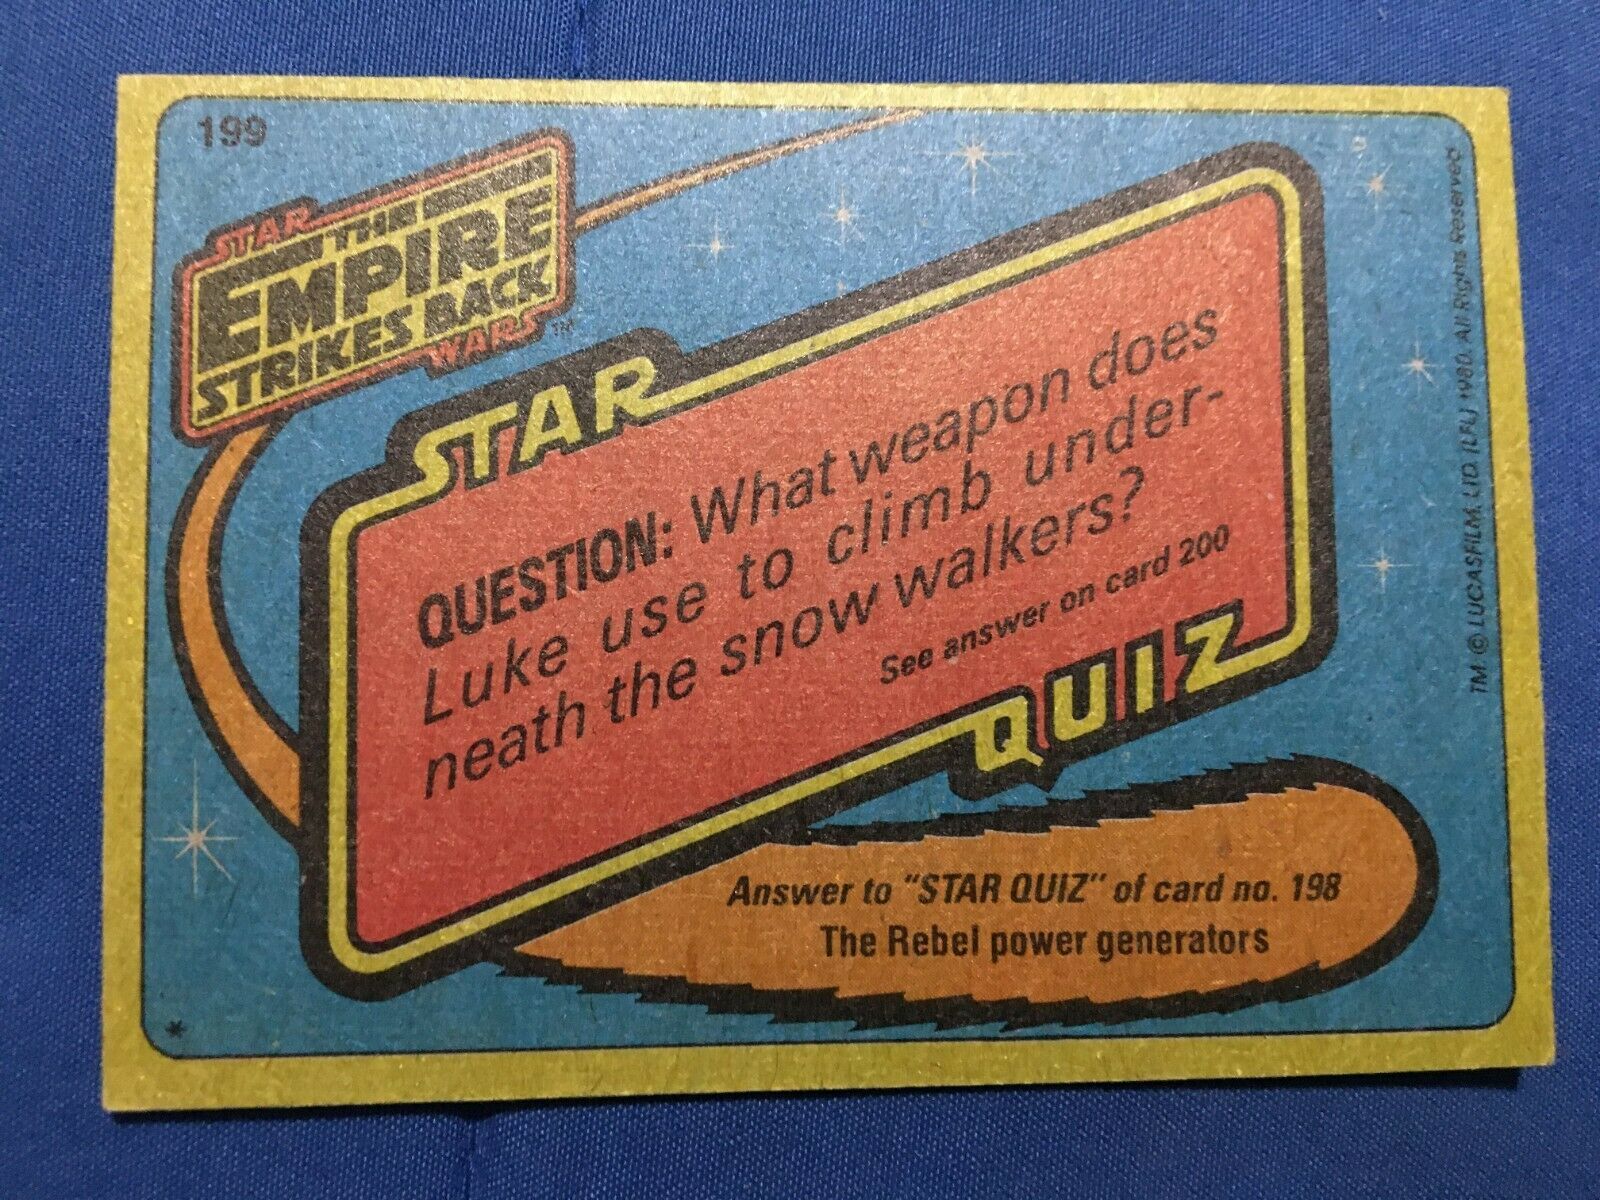 199
STAR
THE
EMPIRE
STRIKES BACK
WARS™
STAR
QUESTION: What weapon does
Luke use to climb under-
neath the snow walkers?
See answer on card 200
QUIZ
Answer to "STAR QUIZ" of card no. 198
The Rebel power generators
TM © LUCASFILM, LTD. (LFL) 1980. All Rights Reserved.
*